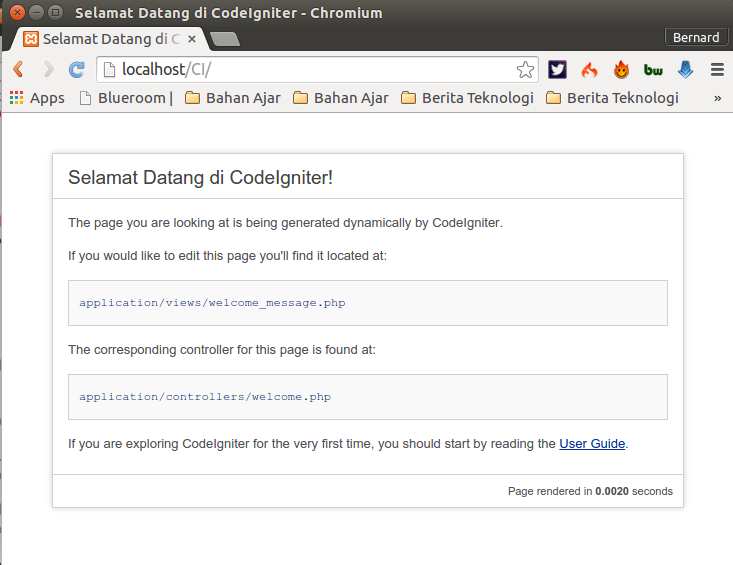 Selamat Datang di CodeIgniter - Chromium
Selamat Datang di C
Bernard
localhost/CI/
bw
Apps Blueroom | Bahan Ajar Bahan Ajar Berita Teknologi Berita Teknologi »
Selamat Datang di CodeIgniter!
The page you are looking at is being generated dynamically by CodeIgniter.
If you would like to edit this page you'll find it located at:
application/views/welcome_message.php
The corresponding controller for this page is found at:
application/controllers/welcome.php
If you are exploring CodeIgniter for the very first time, you should start by reading the User Guide.
Page rendered in 0.0020 seconds